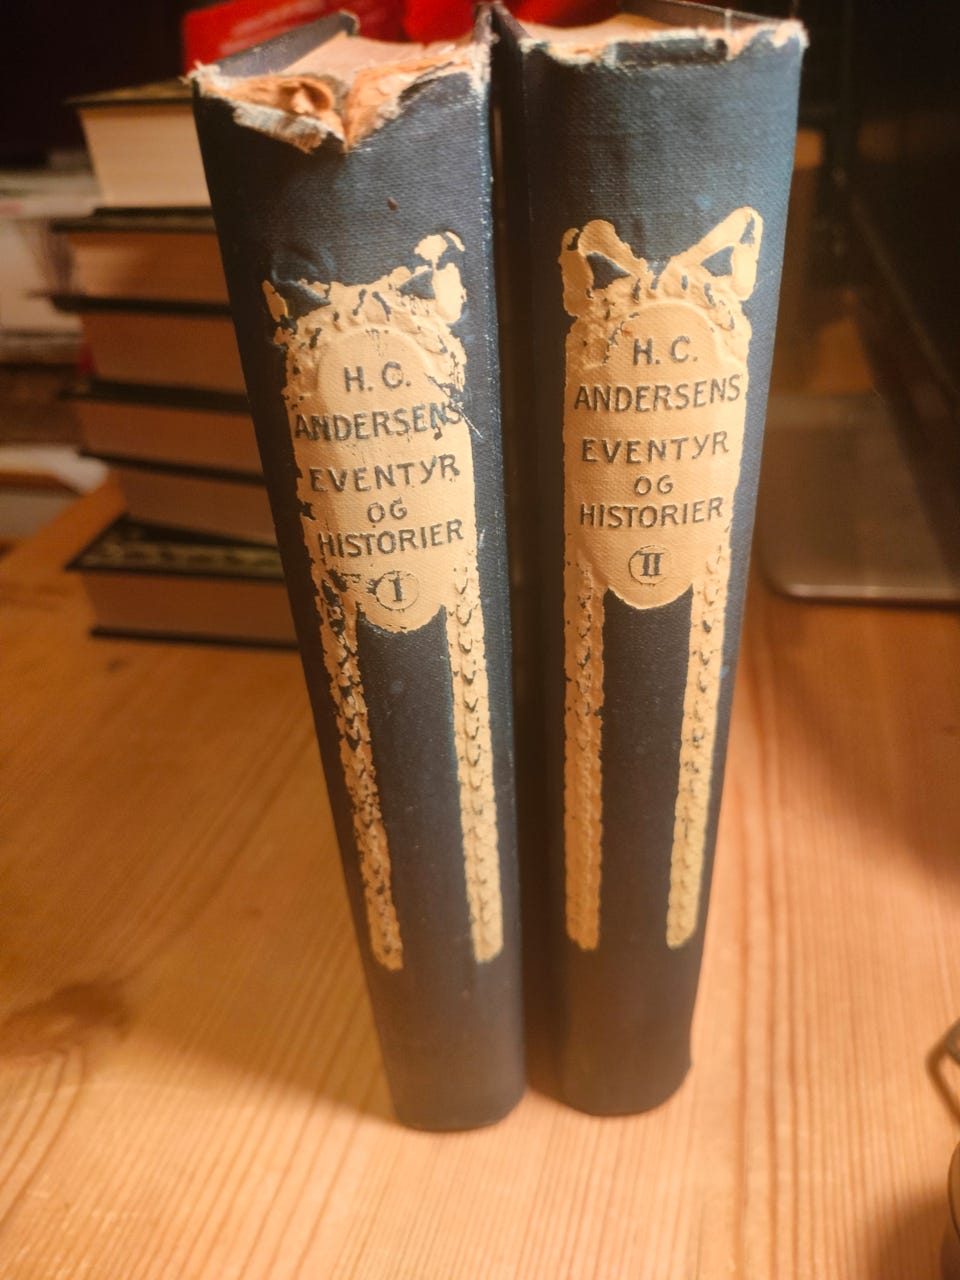 H. C.
ANDERSENS
EVENTYR
OG
HISTORIER
I
H. C.
ANDERSENS
EVENTYR
OG
HISTORIER
II